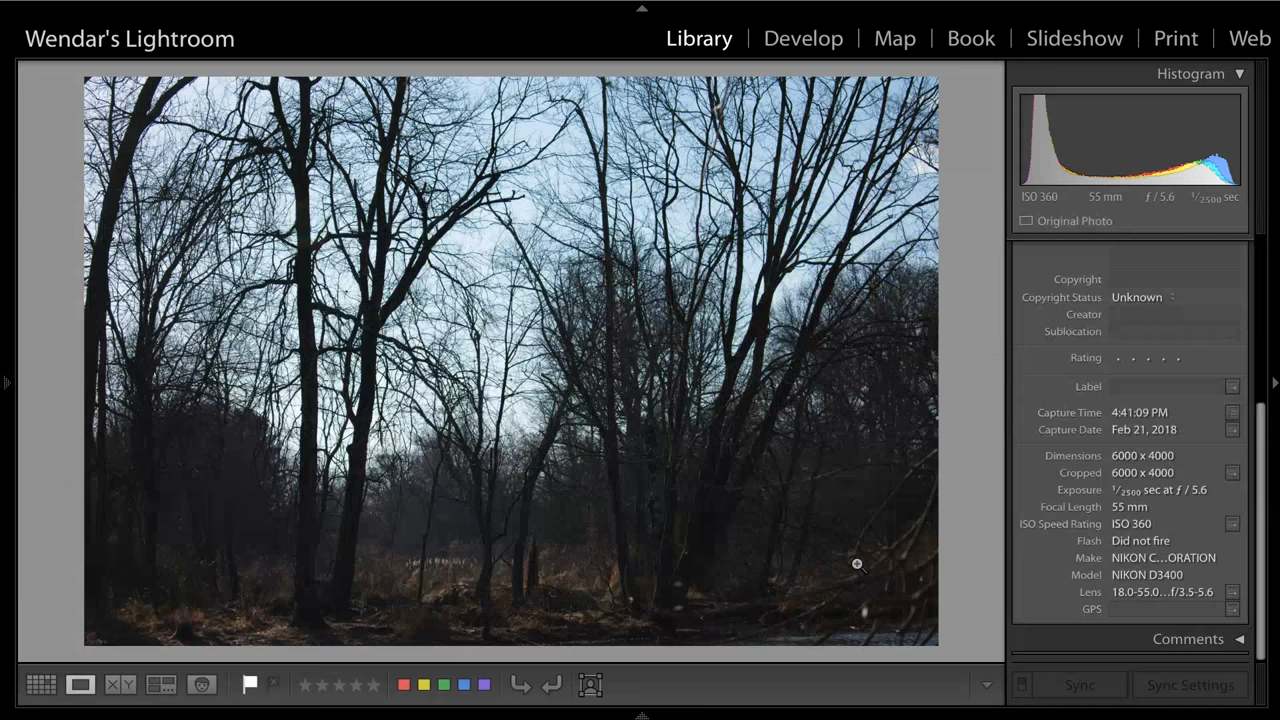 Wendar's Lightroom
Library | Develop | Map | Book | Slideshow | Print | Web
Histogram
ISO 360 55 mm ƒ / 5.6 1/2500 sec
Original Photo
Copyright
Copyright Status Unknown
Creator
Sublocation
Rating . . . . .
Label
Capture Time 4:41:09 PM
Capture Date Feb 21, 2018
Dimensions 6000 x 4000
Cropped 6000 x 4000
Exposure 1/2500 sec at ƒ / 5.6
Focal Length 55 mm
ISO Speed Rating ISO 360
Flash Did not fire
Make NIKON C...ORATION
Model NIKON D3400
Lens 18.0-55.0...f/3.5-5.6
GPS
Comments
X Y
Sync Sync Settings